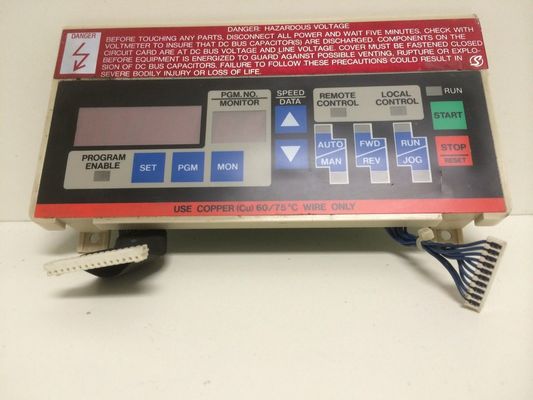 DANGER
DANGER: HAZARDOUS VOLTAGE
BEFORE TOUCHING ANY PARTS, DISCONNECT ALL POWER AND WAIT FIVE MINUTES. CHECK WITH
VOLTMETER TO INSURE THAT DC BUS CAPACITOR(S) ARE DISCHARGED. COMPONENTS ON THE
CIRCUIT CARD ARE AT DC BUS VOLTAGE AND LINE VOLTAGE. COVER MUST BE FASTENED CLOSED
BEFORE EQUIPMENT IS ENERGIZED TO GUARD AGAINST POSSIBLE VENTING, RUPTURE OR EXPLO-
SION OF DC BUS CAPACITORS. FAILURE TO FOLLOW THESE PRECAUTIONS COULD RESULT IN
SEVERE BODILY INJURY OR LOSS OF LIFE.
PGM. NO.
MONITOR
SPEED
DATA
REMOTE
CONTROL
LOCAL
CONTROL
RUN
START
AUTO
MAN
FWD
REV
RUN
JOG
STOP
RESET
PROGRAM
ENABLE
SET
PGM
MON
USE COPPER (Cu) 60/75°C WIRE ONLY